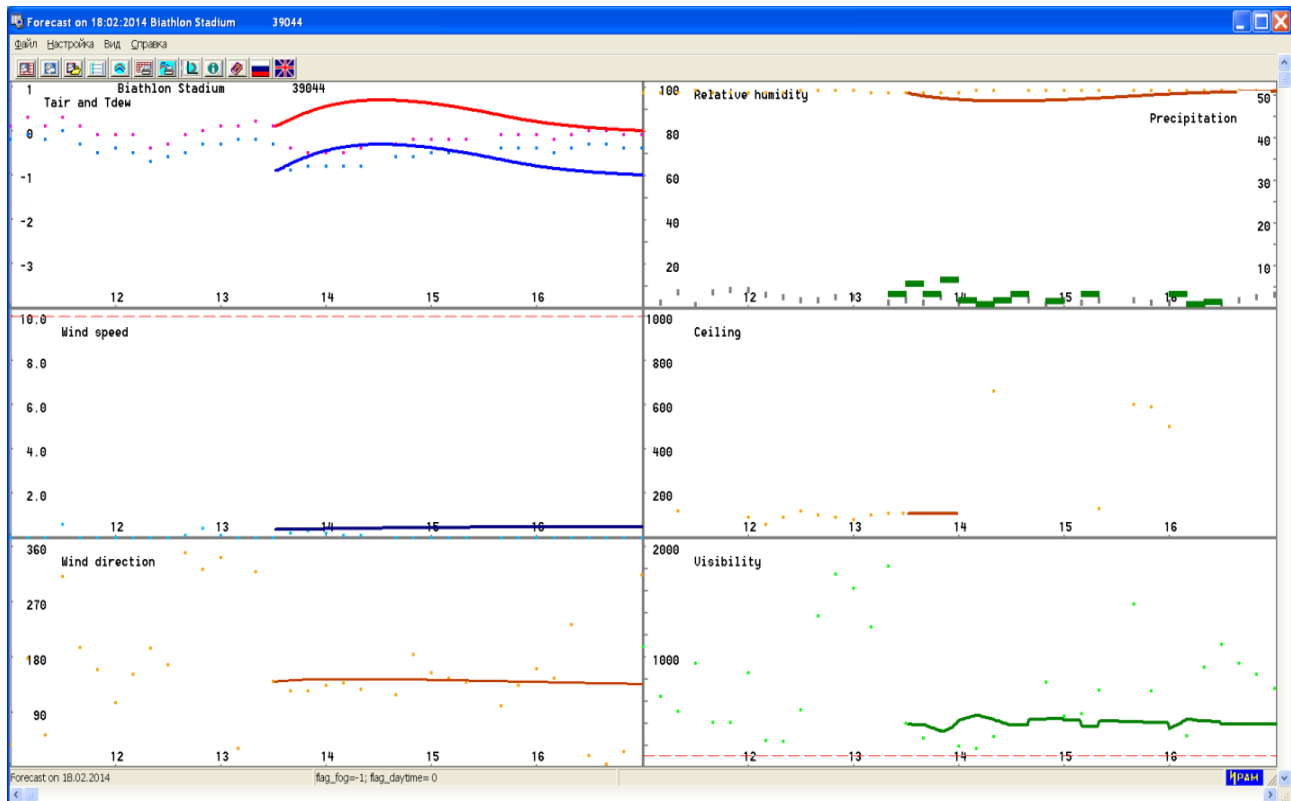 Forecast on 18:02:2014 Biathlon Stadium 39044
Файл Настройка Вид Справка
Biathlon Stadium 39044
Tair and Tdew
1
0
-1
-2
-3
12 13 14 15 16
Relative humidity
Precipitation
100
80
60
40
20
50
40
30
20
10
12 13 14 15 16
Wind speed
10.0
8.0
6.0
4.0
2.0
12 13 14 15 16
Ceiling
1000
800
600
400
200
12 13 14 15 16
Wind direction
360
270
180
90
12 13 14 15 16
Visibility
2000
1000
12 13 14 15 16
Forecast on 18.02.2014 flag_fog=-1; flag_daytime= 0
ИРАМ